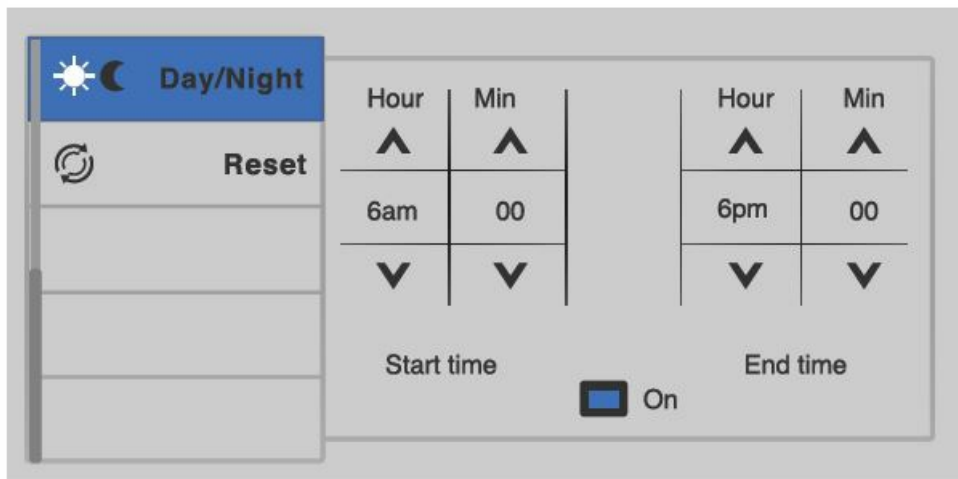 Day/Night
Reset
Hour Min Hour Min
6am 00 6pm 00
Start time End time
On